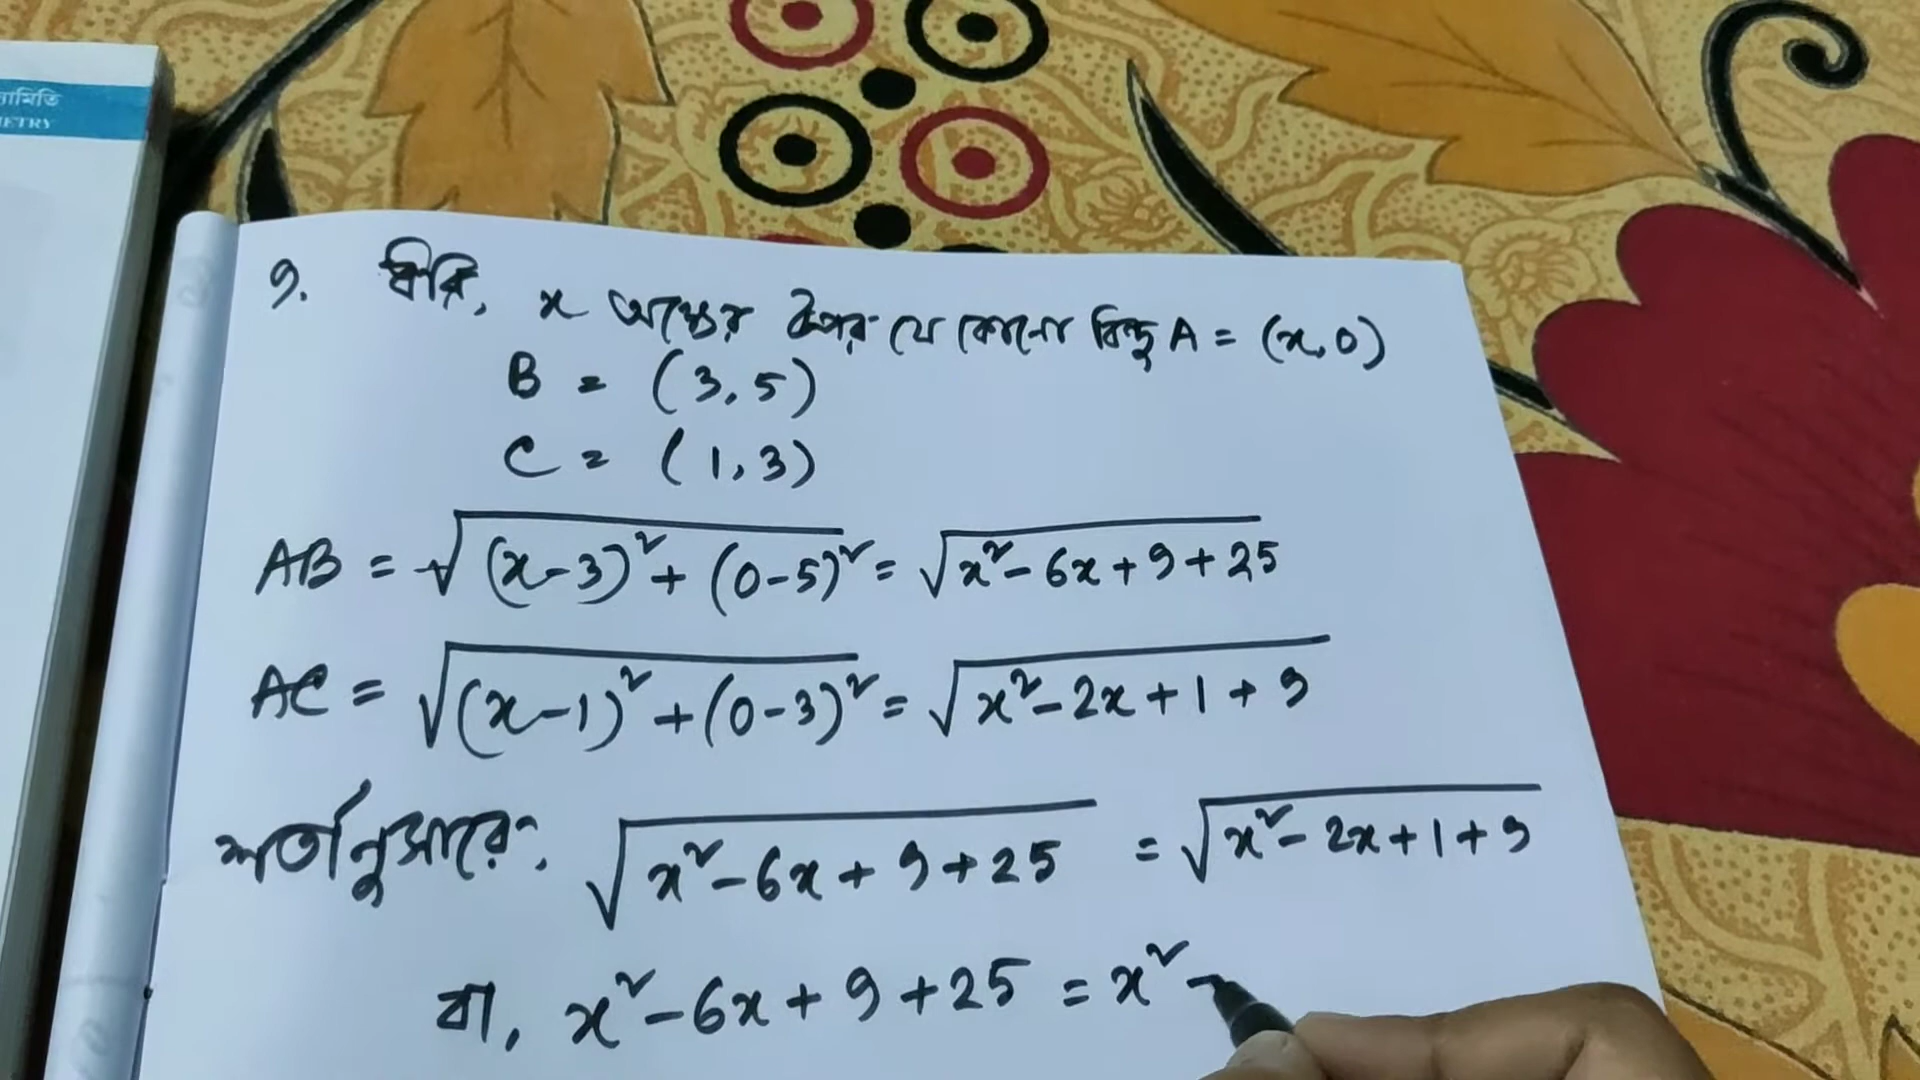 ্যামিতি
METRY
9. ধরি, x অক্ষের উপর যে কোনো বিন্দু A = (x, 0)
B = (3, 5)
C = (1, 3)
AB = √(x-3)² + (0-5)² = √x² - 6x + 9 + 25
AC = √(x-1)² + (0-3)² = √x² - 2x + 1 + 9
শর্তানুসারে, √x² - 6x + 9 + 25 = √x² - 2x + 1 + 9
বা, x² - 6x + 9 + 25 = x² -